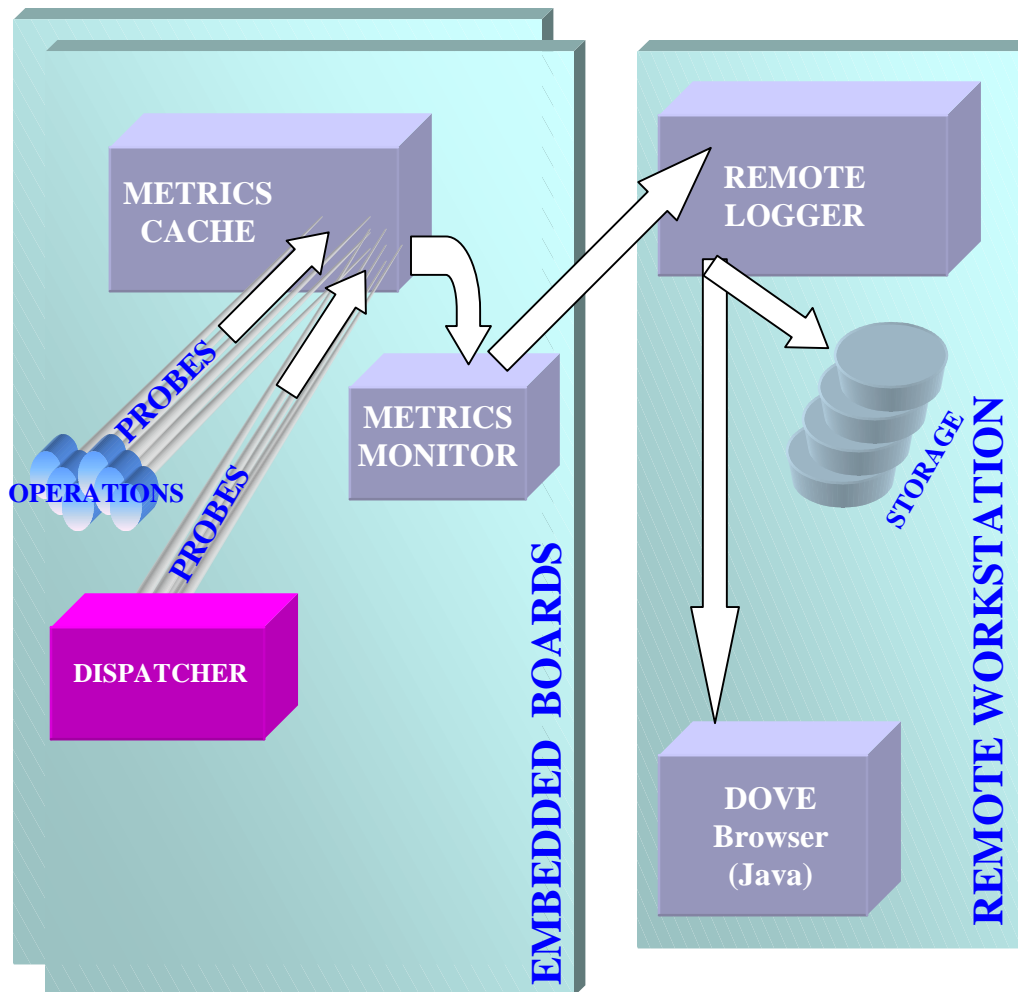 METRICS
CACHE
REMOTE
LOGGER
PROBES
METRICS
MONITOR
OPERATIONS
PROBES
STORAGE
DISPATCHER
EMBEDDED BOARDS
DOVE
Browser
(Java)
REMOTE WORKSTATION